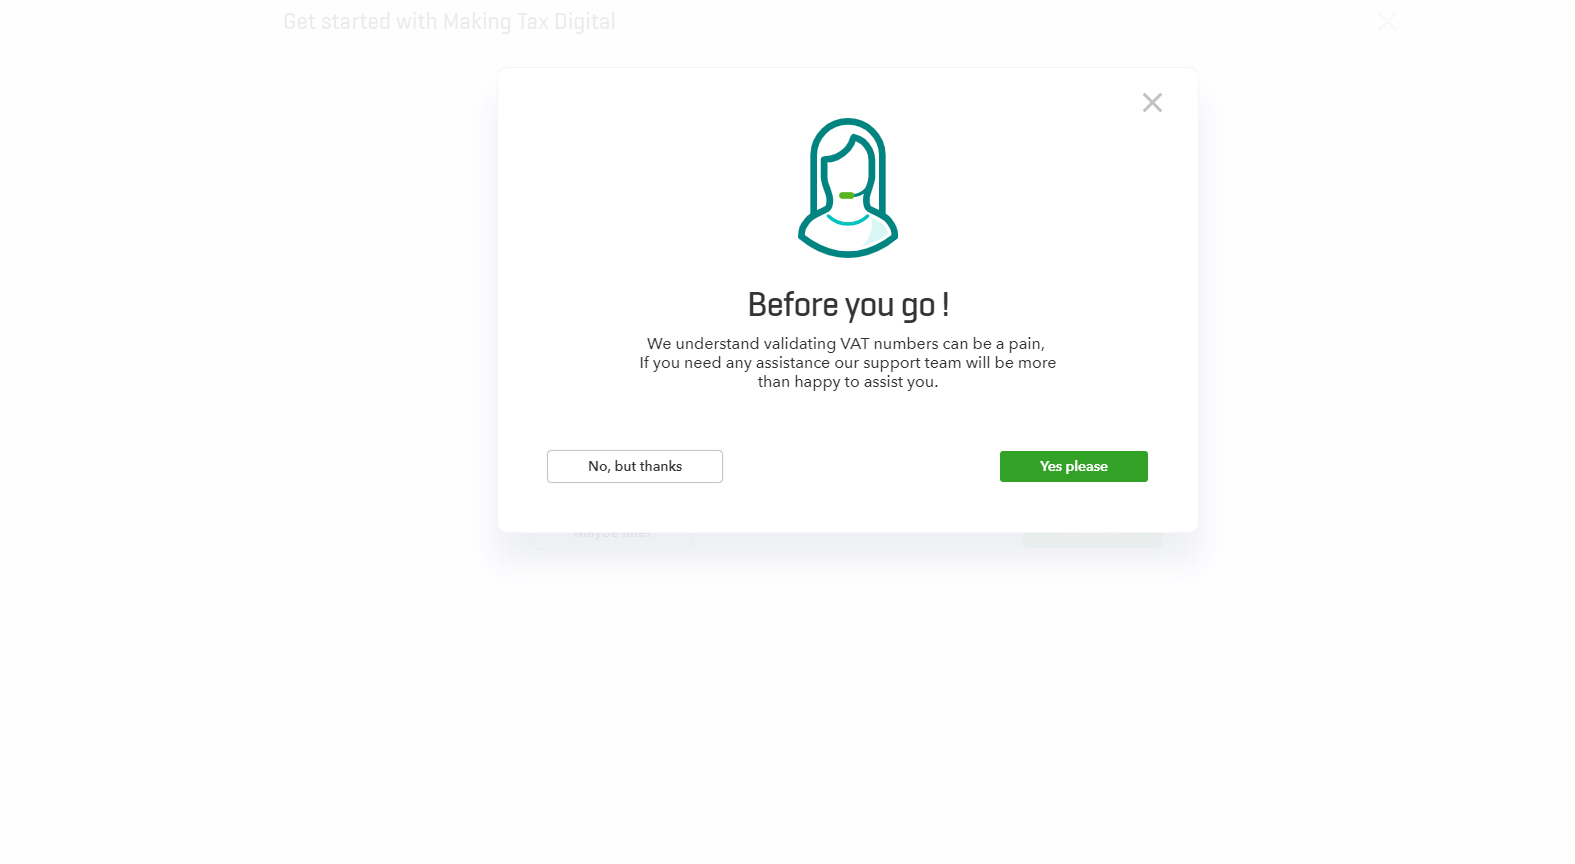 Get started with Making Tax Digital
Before you go !
We understand validating VAT numbers can be a pain,
If you need any assistance our support team will be more
than happy to assist you.
No, but thanks
Yes please
Maybe later